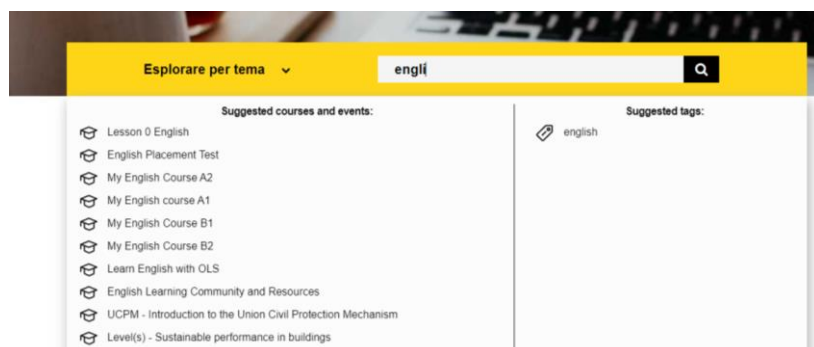 Esplorare per tema
engli
Suggested courses and events:
Lesson 0 English
English Placement Test
My English Course A2
My English course A1
My English Course B1
My English Course B2
Learn English with OLS
English Learning Community and Resources
UCPM - Introduction to the Union Civil Protection Mechanism
Level(s) - Sustainable performance in buildings
Suggested tags:
english